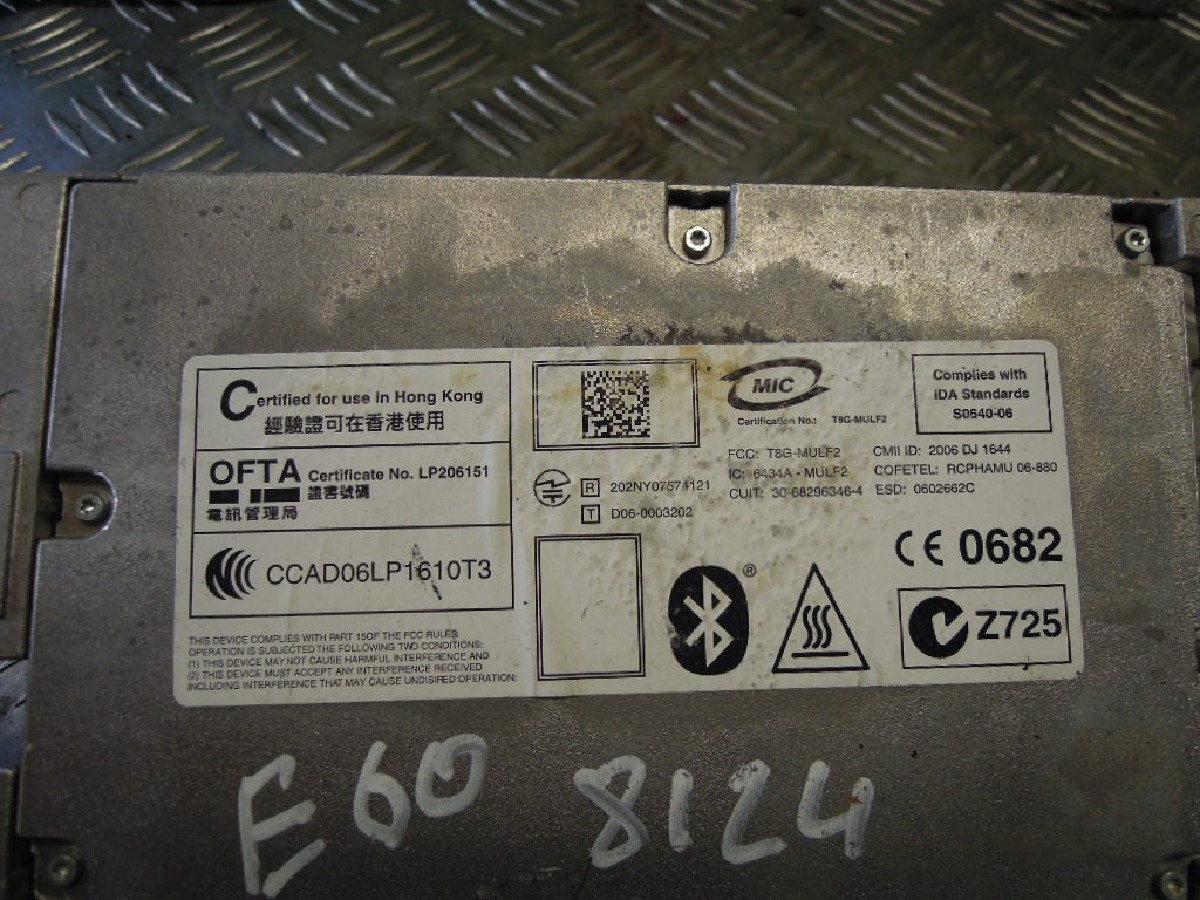 Certified for use in Hong Kong
經驗證可在香港使用
OFTA Certificate No. LP206151
證書號碼
電訊管理局
CCAD06LP1610T3
THIS DEVICE COMPLIES WITH PART 15OF THE FCC RULES
OPERATION IS SUBJECTED THE FOLLOWING TWO CONDITIONS:
(1) THIS DEVICE MAY NOT CAUSE HARMFUL INTERFERENCE AND
(2) THIS DEVICE MUST ACCEPT ANY INTERFERENCE RECEIVED
INCLUDING INTERFERENCE THAT MAY CAUSE UNDISIRED OPERATION:
R 202NY07574121
T D06-0003202
MIC
Certification No.: T8G-MULF2
FCC: T8G-MULF2
IC: 6434A - MULF2
CUIT: 30-68296346-4
Complies with
iDA Standards
S0540-06
CMII ID: 2006 DJ 1644
COFETEL: RCPHAMU 06-880
ESD: 0602662C
CE 0682
®
Z725
E60 8124